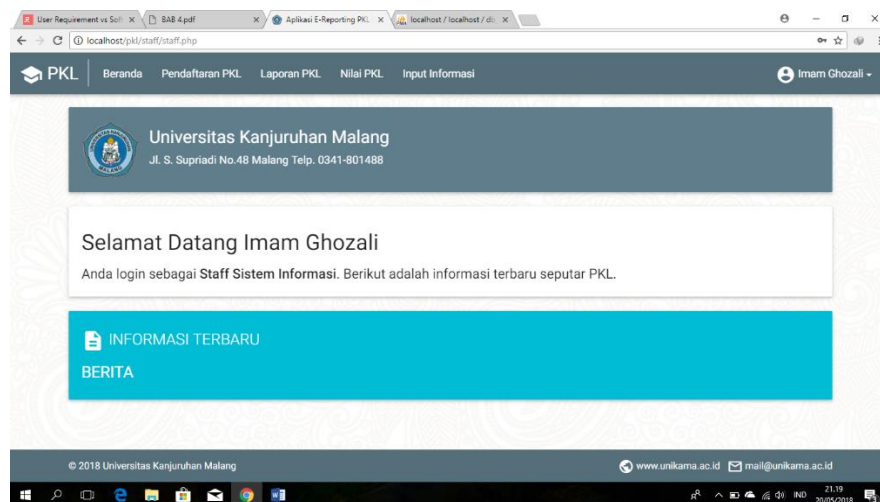 User Requirement vs Soft
BAB 4.pdf
Aplikasi E-Reporting PKL
localhost / localhost / db
localhost/pkl/staff/staff.php
PKL
Beranda
Pendaftaran PKL
Laporan PKL
Nilai PKL
Input Informasi
Imam Ghozali
Universitas Kanjuruhan Malang
Jl. S. Supriadi No.48 Malang Telp. 0341-801488
Selamat Datang Imam Ghozali
Anda login sebagai Staff Sistem Informasi. Berikut adalah informasi terbaru seputar PKL.
INFORMASI TERBARU
BERITA
© 2018 Universitas Kanjuruhan Malang
www.unikama.ac.id
mail@unikama.ac.id
IND
21.19
20/05/2018